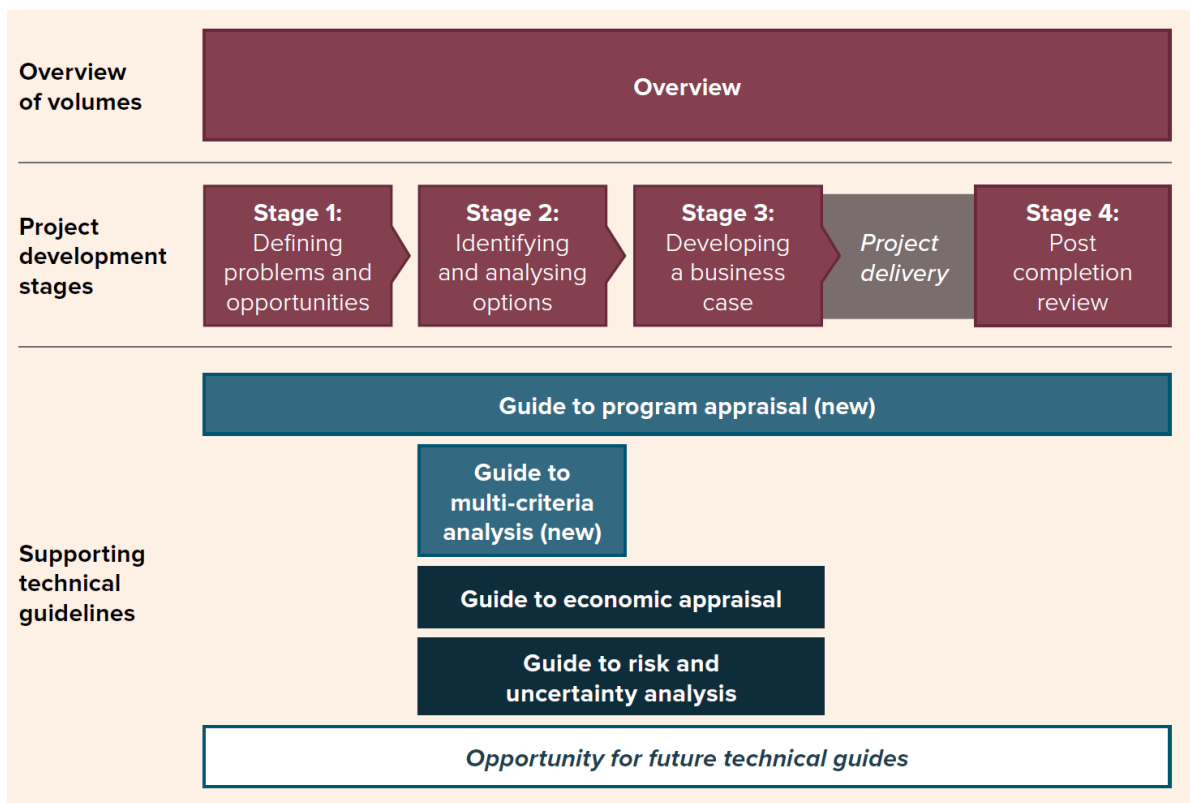 Overview
of volumes
Overview
Project
development
stages
Stage 1:
Defining
problems and
opportunities
Stage 2:
Identifying
and analysing
options
Stage 3:
Developing
a business
case
Project
delivery
Stage 4:
Post
completion
review
Supporting
technical
guidelines
Guide to program appraisal (new)
Guide to
multi-criteria
analysis (new)
Guide to economic appraisal
Guide to risk and
uncertainty analysis
Opportunity for future technical guides